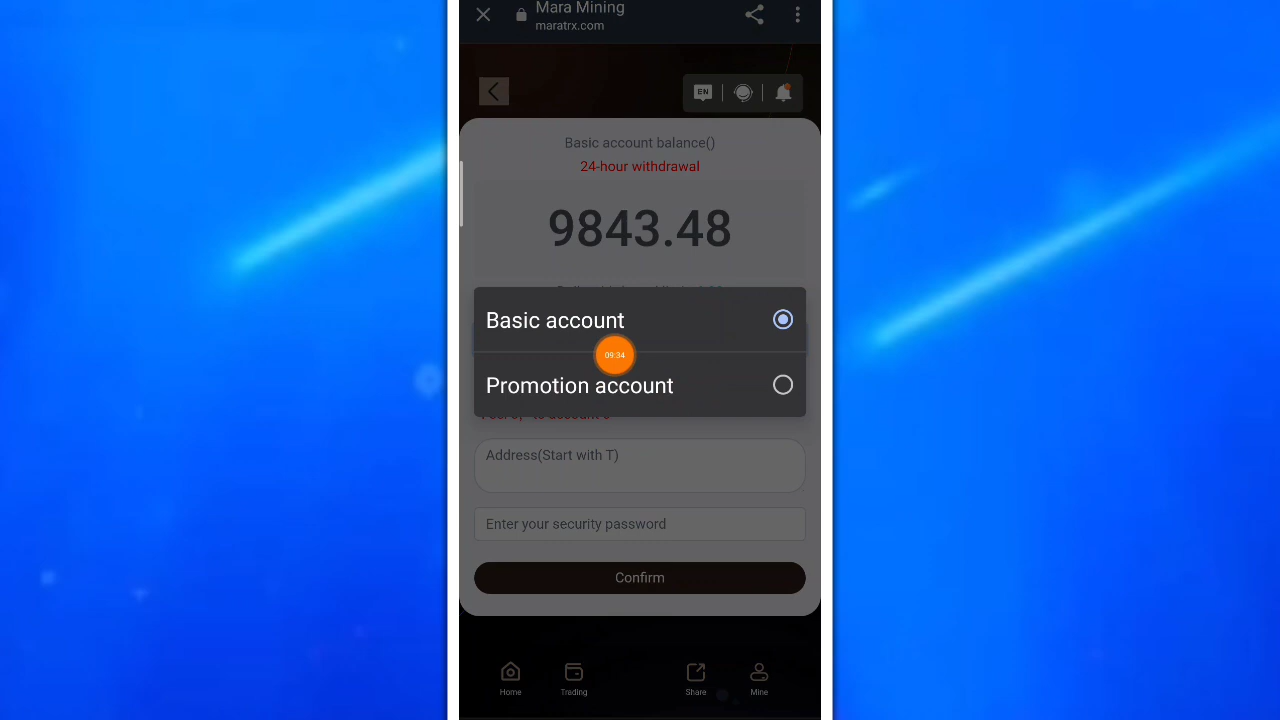 Mara Mining
maratrx.com
EN
Basic account balance()
24-hour withdrawal
9843.48
Basic account
09:34
Promotion account
Address(Start with T)
Enter your security password
Confirm
Home
Trading
Share
Mine